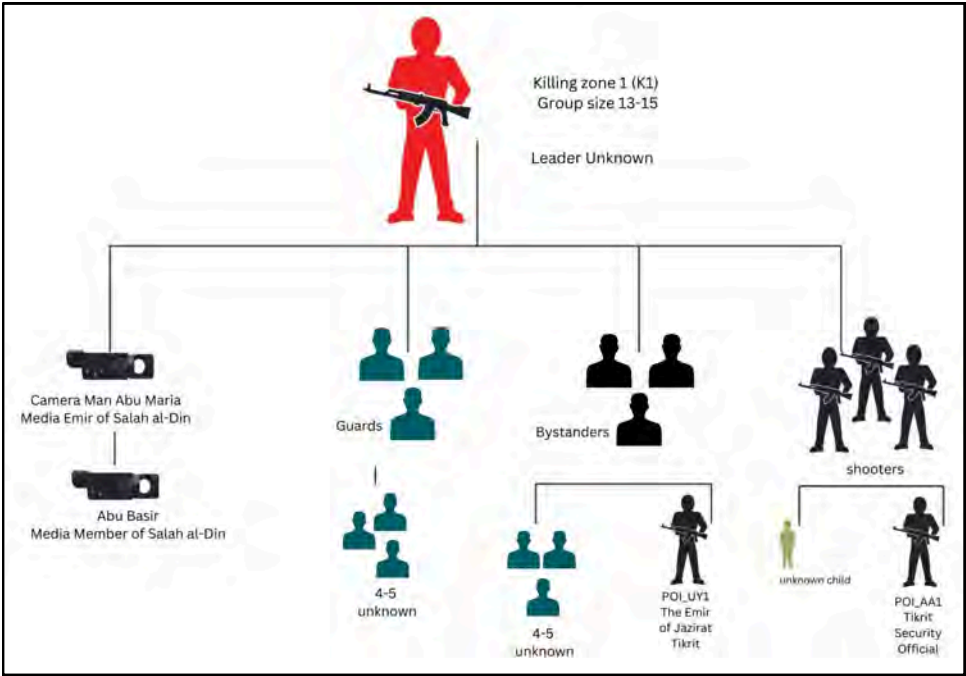 Killing zone 1 (K1)
Group size 13-15
Leader Unknown
Camera Man Abu Maria
Media Emir of Salah al-Din
Abu Basir
Media Member of Salah al-Din
Guards
4-5
unknown
Bystanders
4-5
unknown
POI_UY1
The Emir
of Jazirat
Tikrit
shooters
unknown child
POI_AA1
Tikrit
Security
Official